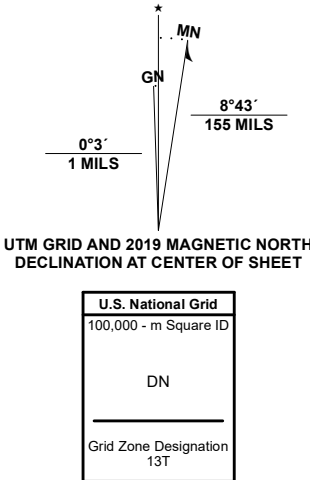 ★
MN
GN
8°43´
155 MILS
0°3´
1 MILS
UTM GRID AND 2019 MAGNETIC NORTH
DECLINATION AT CENTER OF SHEET
U.S. National Grid
100,000 - m Square ID
DN
Grid Zone Designation
13T